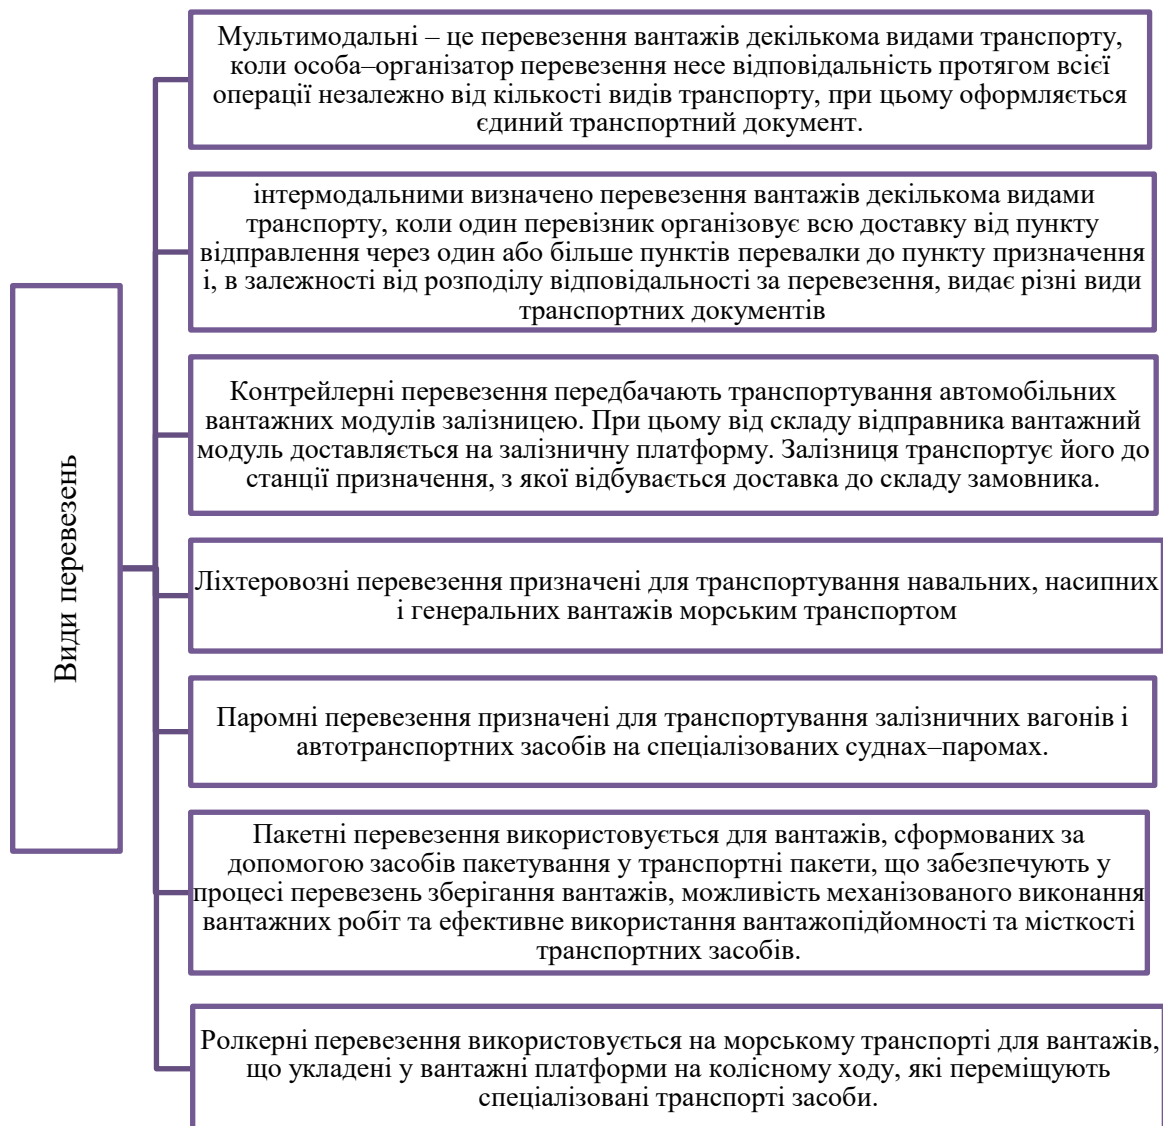 Види перевезень
Мультимодальні – це перевезення вантажів декількома видами транспорту,
коли особа–організатор перевезення несе відповідальність протягом всієї
операції незалежно від кількості видів транспорту, при цьому оформляється
єдиний транспортний документ.
інтермодальними визначено перевезення вантажів декількома видами
транспорту, коли один перевізник організовує всю доставку від пункту
відправлення через один або більше пунктів перевалки до пункту призначення
і, в залежності від розподілу відповідальності за перевезення, видає різні види
транспортних документів
Контрейлерні перевезення передбачають транспортування автомобільних
вантажних модулів залізницею. При цьому від складу відправника вантажний
модуль доставляється на залізничну платформу. Залізниця транспортує його до
станції призначення, з якої відбувається доставка до складу замовника.
Ліхтеровозні перевезення призначені для транспортування навальних, насипних
і генеральних вантажів морським транспортом
Паромні перевезення призначені для транспортування залізничних вагонів і
автотранспортних засобів на спеціалізованих суднах–паромах.
Пакетні перевезення використовується для вантажів, сформованих за
допомогою засобів пакетування у транспортні пакети, що забезпечують у
процесі перевезень зберігання вантажів, можливість механізованого виконання
вантажних робіт та ефективне використання вантажопідйомності та місткості
транспортних засобів.
Ролкерні перевезення використовується на морському транспорті для вантажів,
що укладені у вантажні платформи на колісному ходу, які переміщують
спеціалізовані транспорті засоби.